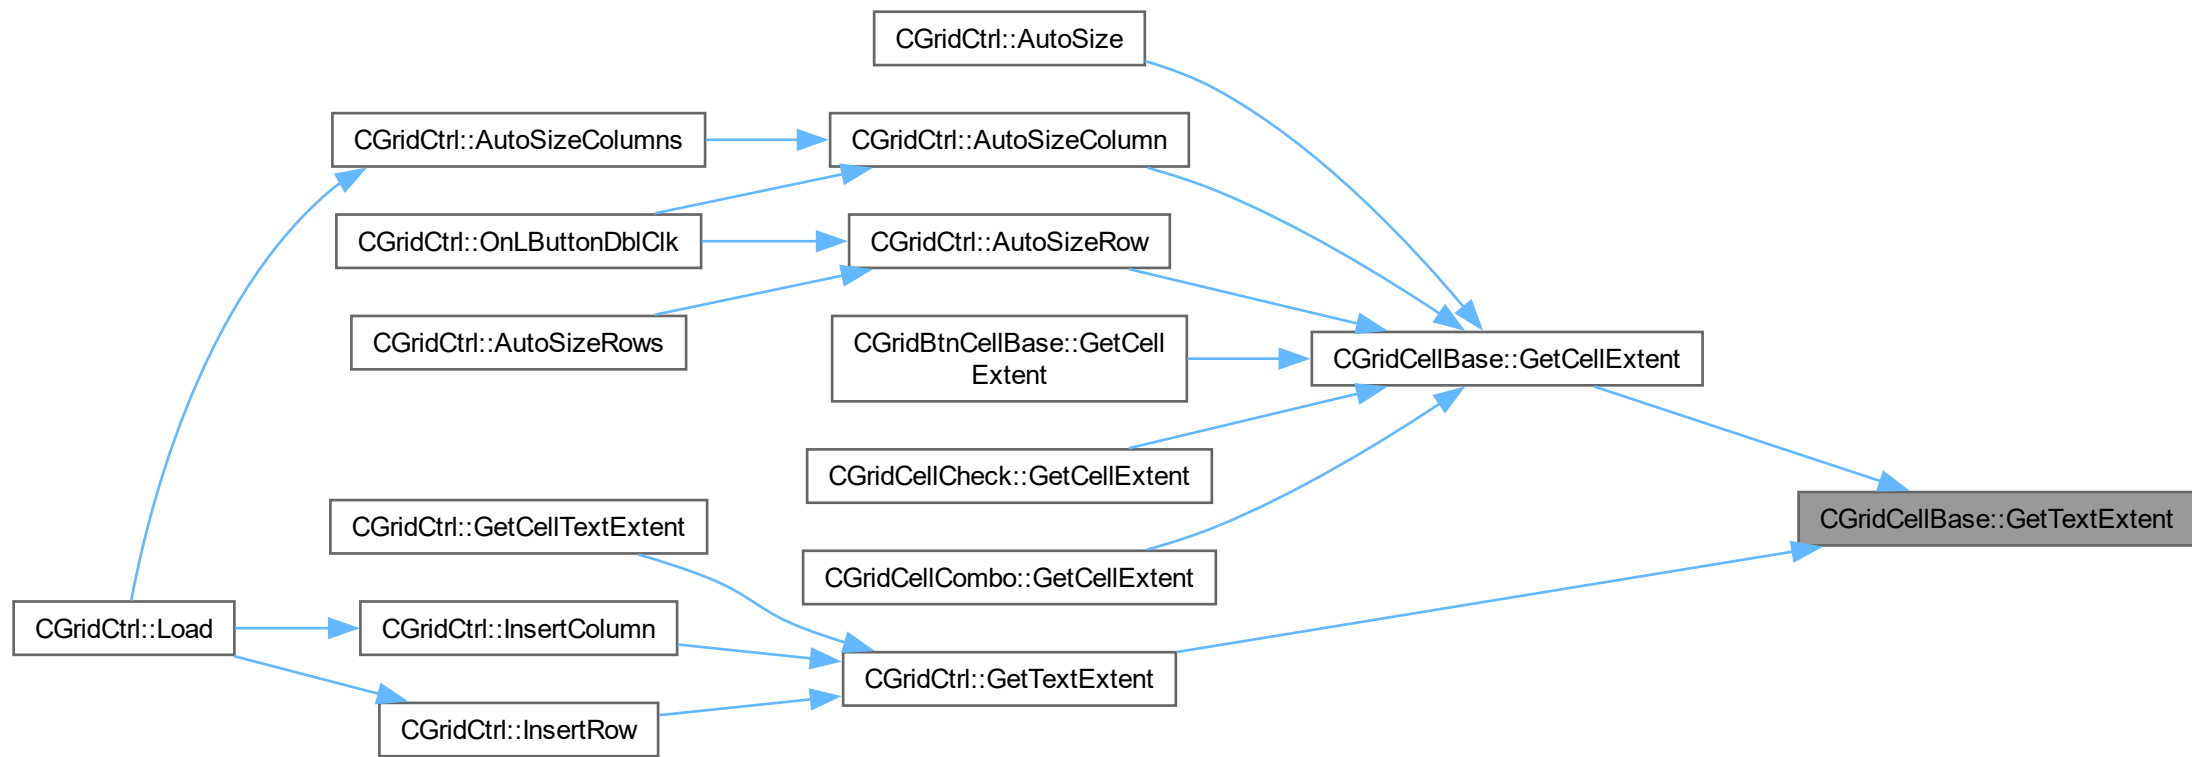 CGridCtrl::AutoSize
CGridCtrl::AutoSizeColumns
CGridCtrl::AutoSizeColumn
CGridCtrl::OnLButtonDblClk
CGridCtrl::AutoSizeRow
CGridCtrl::AutoSizeRows
CGridBtnCellBase::GetCell
Extent
CGridCellBase::GetCellExtent
CGridCellCheck::GetCellExtent
CGridCtrl::GetCellTextExtent
CGridCellBase::GetTextExtent
CGridCellCombo::GetCellExtent
CGridCtrl::Load
CGridCtrl::InsertColumn
CGridCtrl::GetTextExtent
CGridCtrl::InsertRow